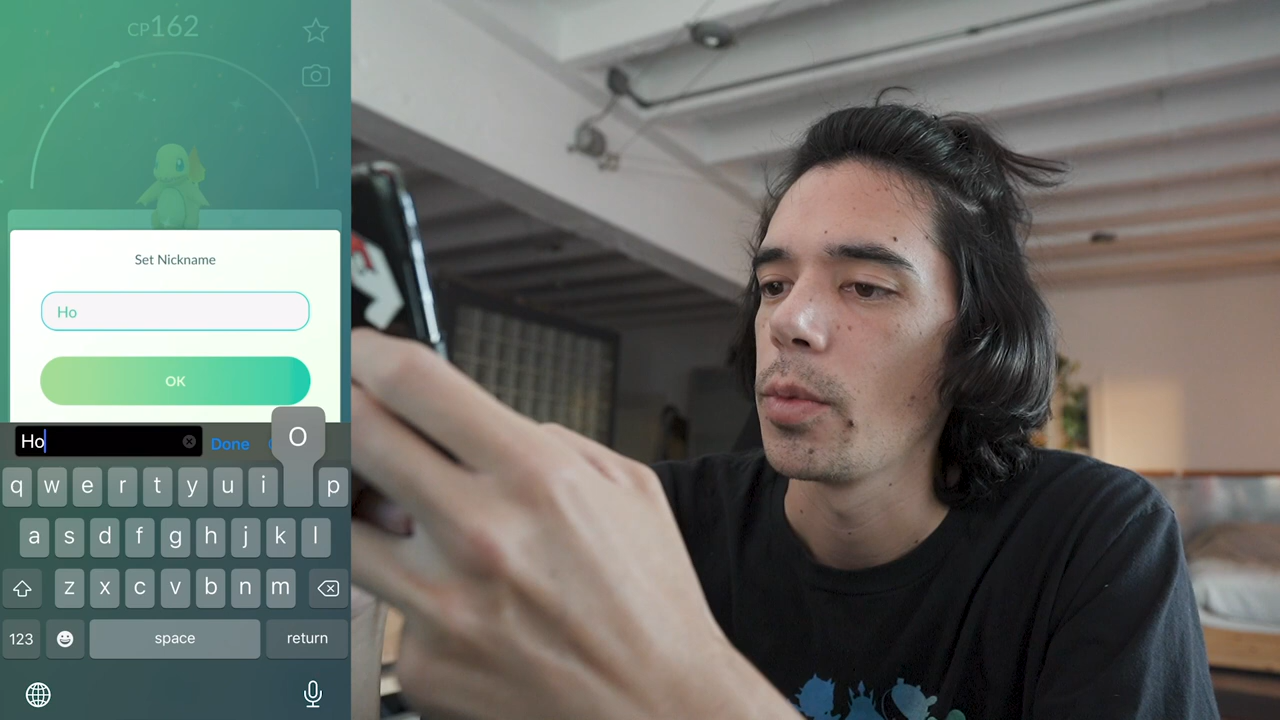 CP162
Set Nickname
Ho
OK
Ho
Done
O
q w e r t y u i p
a s d f g h j k l
z x c v b n m
123 space return